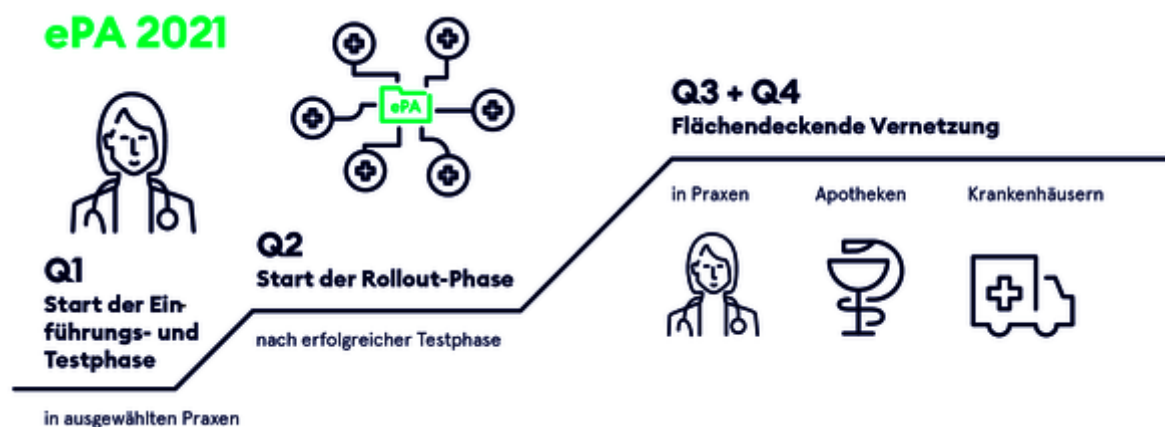 ePA 2021
ePA
Q1
Start der Ein-
führungs- und
Testphase
in ausgewählten Praxen
Q2
Start der Rollout-Phase
nach erfolgreicher Testphase
Q3 + Q4
Flächendeckende Vernetzung
in Praxen
Apotheken
Krankenhäusern